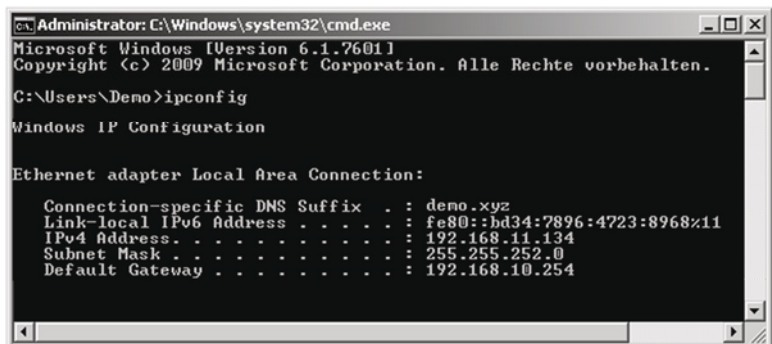 Administrator: C:\Windows\system32\cmd.exe
Microsoft Windows [Version 6.1.7601]
Copyright (c) 2009 Microsoft Corporation. Alle Rechte vorbehalten.
C:\Users\Demo>ipconfig
Windows IP Configuration
Ethernet adapter Local Area Connection:
Connection-specific DNS Suffix . : demo.xyz
Link-local IPv6 Address . . . . . : fe80::bd34:7896:4723:8968%11
IPv4 Address. . . . . . . . . . . : 192.168.11.134
Subnet Mask . . . . . . . . . . . : 255.255.252.0
Default Gateway . . . . . . . . . : 192.168.10.254